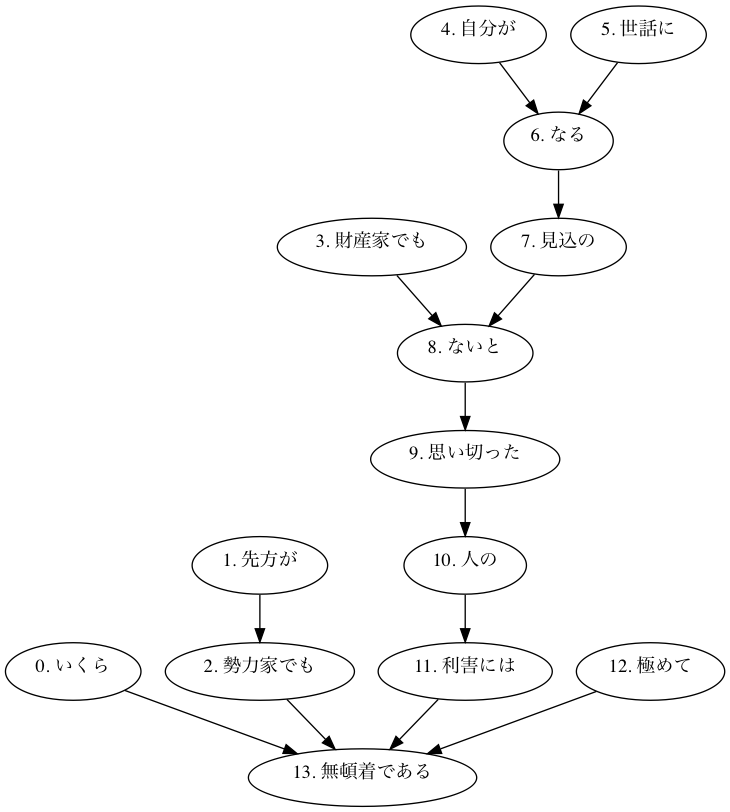 4. 自分が
5. 世話に
6. なる
3. 財産家でも
7. 見込の
8. ないと
9. 思い切った
1. 先方が
10. 人の
0. いくら
2. 勢力家でも
11. 利害には
12. 極めて
13. 無頓着である